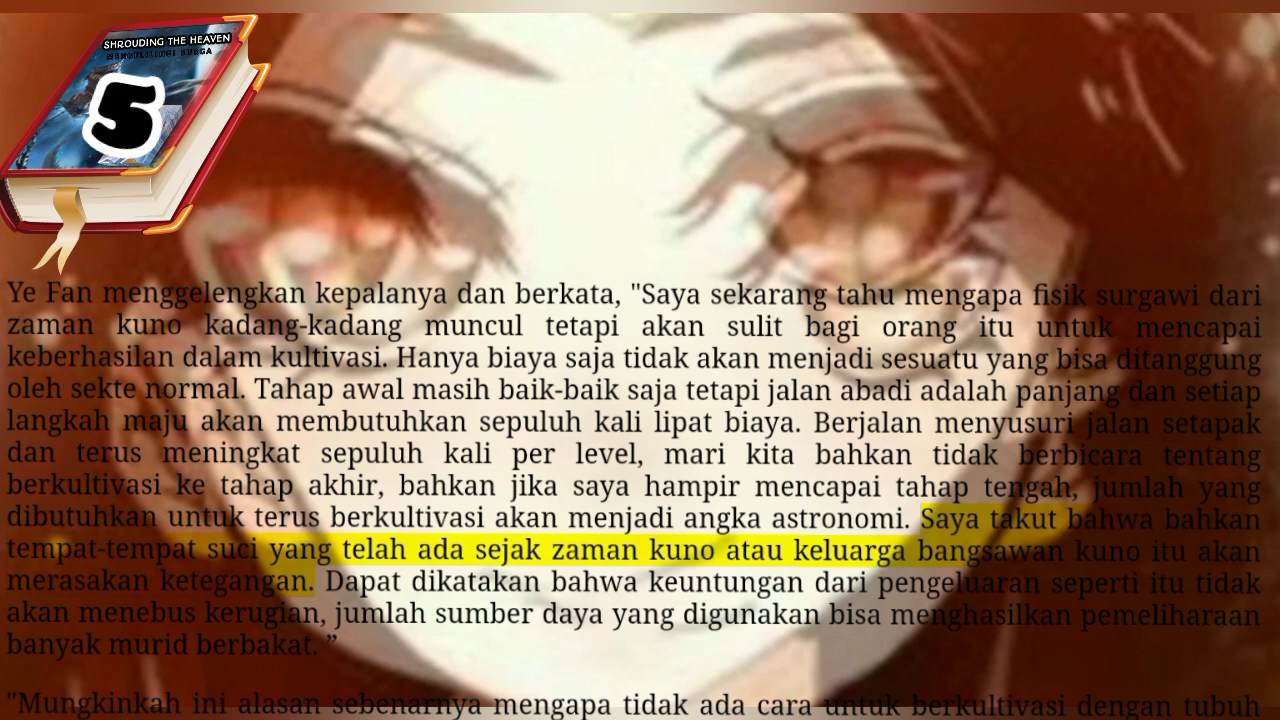 SHROUDING THE HEAVEN
5
Ye Fan menggelengkan kepalanya dan berkata, "Saya sekarang tahu mengapa fisik surgawi dari
zaman kuno kadang-kadang muncul tetapi akan sulit bagi orang itu untuk mencapai
keberhasilan dalam kultivasi. Hanya biaya saja tidak akan menjadi sesuatu yang bisa ditanggung
oleh sekte normal. Tahap awal masih baik-baik saja tetapi jalan abadi adalah panjang dan setiap
langkah maju akan membutuhkan sepuluh kali lipat biaya. Berjalan menyusuri jalan setapak
dan terus meningkat sepuluh kali per level, mari kita bahkan tidak berbicara tentang
berkultivasi ke tahap akhir, bahkan jika saya hampir mencapai tahap tengah, jumlah yang
dibutuhkan untuk terus berkultivasi akan menjadi angka astronomi. Saya takut bahwa bahkan
tempat-tempat suci yang telah ada sejak zaman kuno atau keluarga bangsawan kuno itu akan
merasakan ketegangan. Dapat dikatakan bahwa keuntungan dari pengeluaran seperti itu tidak
akan menebus kerugian, jumlah sumber daya yang digunakan bisa menghasilkan pemeliharaan
banyak murid berbakat. ”
"Mungkinkah ini alasan sebenarnya mengapa tidak ada cara untuk berkultivasi dengan tubuh